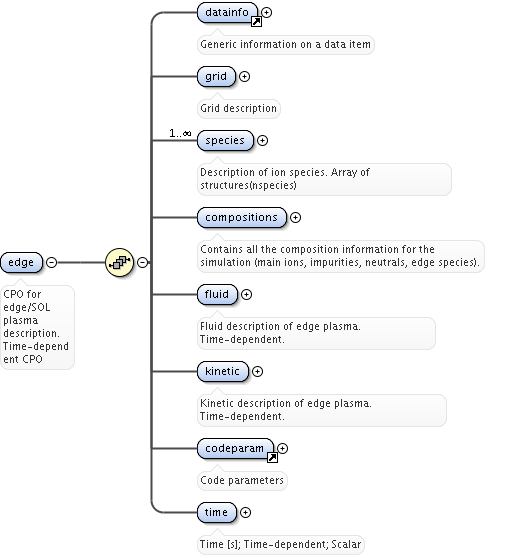 datainfo
Generic information on a data item
grid
Grid description
1..∞
species
Description of ion species. Array of
structures(nspecies)
compositions
Contains all the composition information for the
simulation (main ions, impurities, neutrals, edge species).
edge
CPO for
edge/SOL
plasma
description.
Time-depend
ent CPO
fluid
Fluid description of edge plasma.
Time-dependent.
kinetic
Kinetic description of edge plasma.
Time-dependent.
codeparam
Code parameters
time
Time [s]; Time-dependent; Scalar